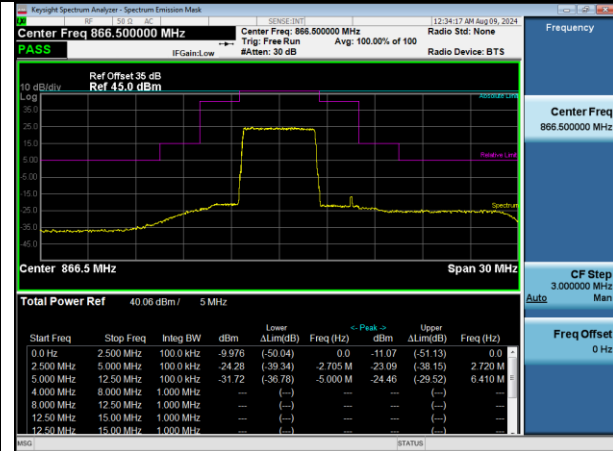 Keysight Spectrum Analyzer - Spectrum Emission Mask
RF 50 Ω AC SENSE:INT 12:34:17 AM Aug 09, 2024
Center Freq 866.500000 MHz
Center Freq: 866.500000 MHz
Radio Std: None
Trig: Free Run Avg: 100.00% of 100
PASS
IFGain:Low #Atten: 30 dB Radio Device: BTS
Ref Offset 35 dB
10 dB/div Ref 45.0 dBm
Log
35.0
25.0
15.0
5.00
-5.00
-15.0
-25.0
-35.0
-45.0
Absolute Limit
Relative Limit
Spectrum
Center 866.5 MHz Span 30 MHz
Total Power Ref 40.06 dBm / 5 MHz
Lower <- Peak -> Upper
Start Freq Stop Freq Integ BW dBm ΔLim(dB) Freq (Hz) dBm ΔLim(dB) Freq (Hz)
0.0 Hz 2.500 MHz 100.0 kHz -9.976 (-50.04) 0.0 -11.07 (-51.13) 0.0
2.500 MHz 5.000 MHz 100.0 kHz -24.28 (-39.34) -2.705 M -23.09 (-38.15) 2.720 M
5.000 MHz 12.50 MHz 100.0 kHz -31.72 (-36.78) -5.000 M -24.46 (-29.52) 6.410 M
4.000 MHz 8.000 MHz 1.000 MHz --- (---) --- --- (---) ---
8.000 MHz 12.50 MHz 1.000 MHz --- (---) --- --- (---) ---
12.50 MHz 15.00 MHz 1.000 MHz --- (---) --- --- (---) ---
12.50 MHz 15.00 MHz 1.000 MHz --- (---) --- --- (---) ---
MSG STATUS
Frequency
Center Freq
866.500000 MHz
CF Step
3.000000 MHz
Auto Man
Freq Offset
0 Hz